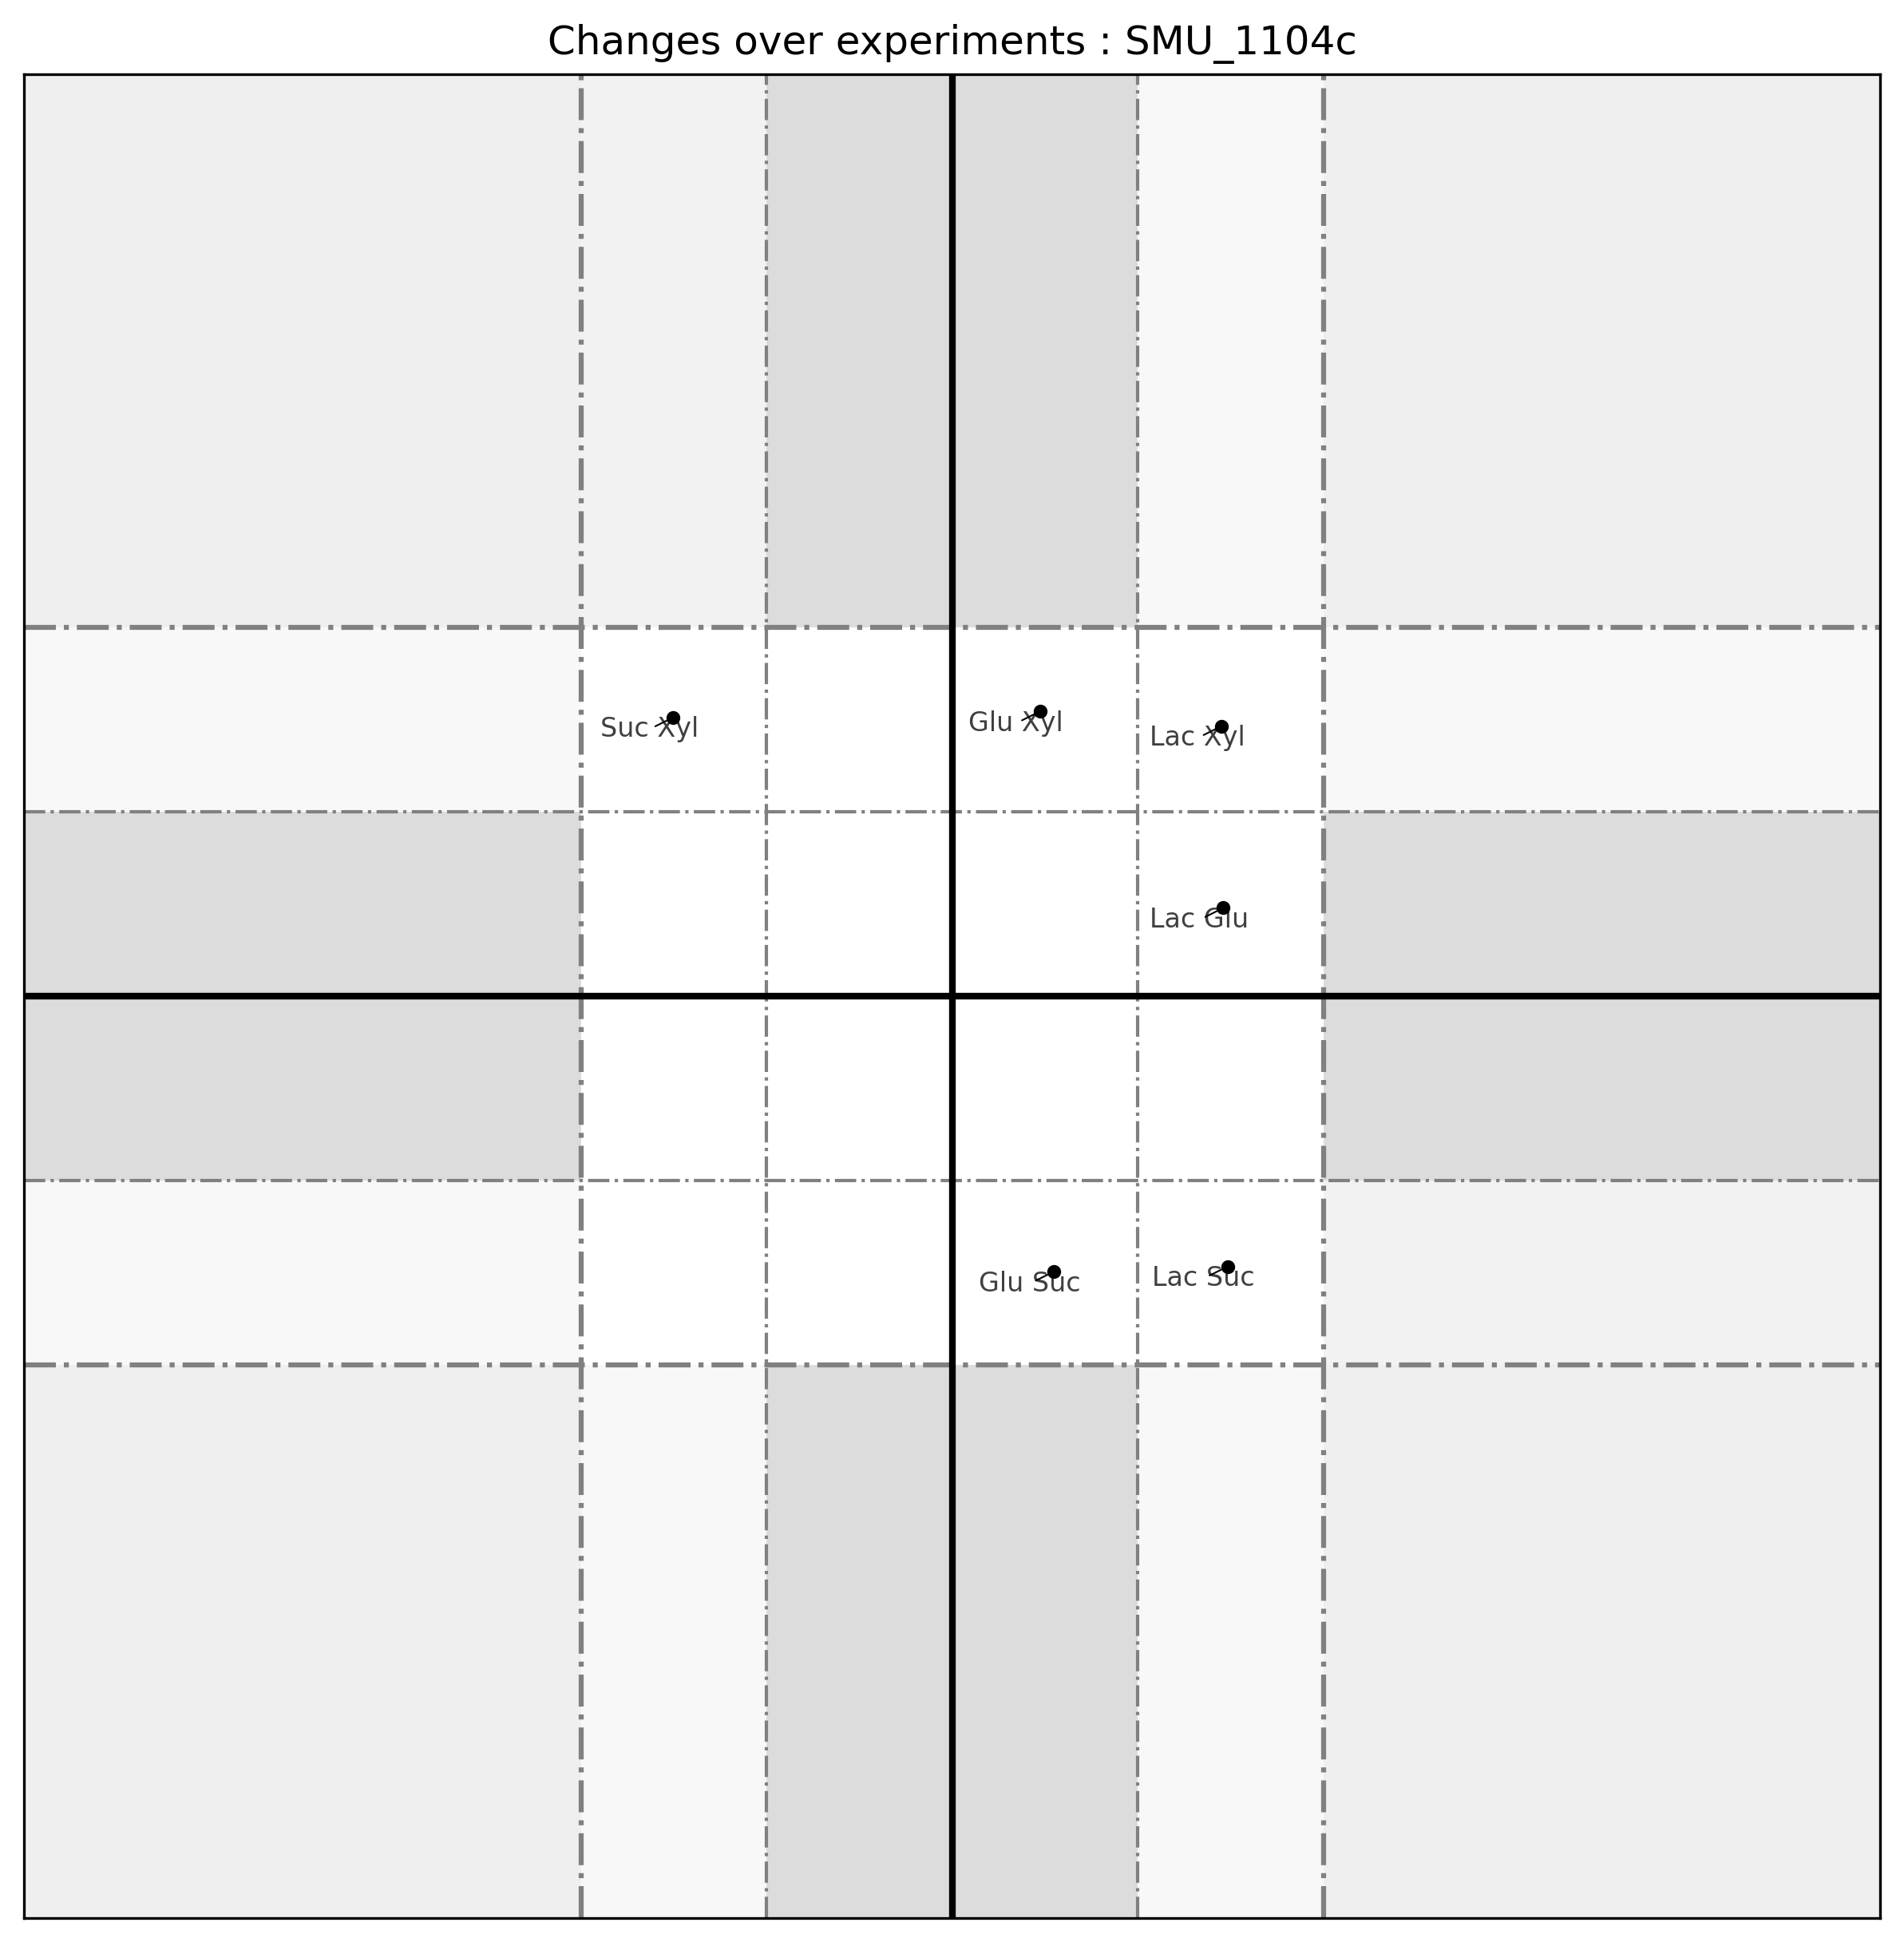 Changes over experiments : SMU_1104c
Suc Xyl
Glu Xyl
Lac Xyl
Lac Glu
Glu Suc
Lac Suc